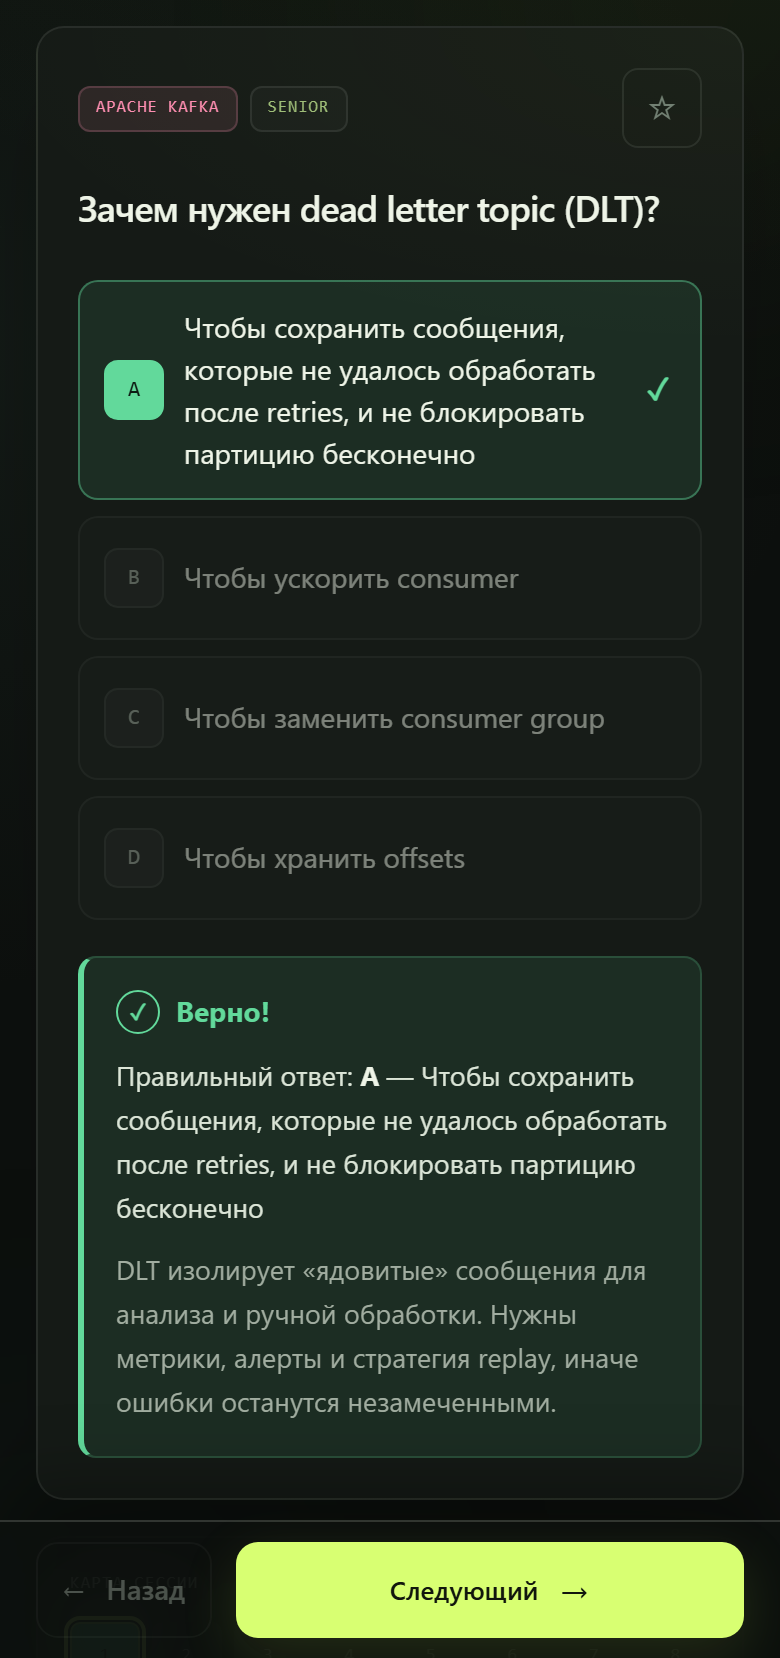 APACHE KAFKA
SENIOR
Зачем нужен dead letter topic (DLT)?
A
Чтобы сохранить сообщения,
которые не удалось обработать
после retries, и не блокировать
партицию бесконечно
B
Чтобы ускорить consumer
C
Чтобы заменить consumer group
D
Чтобы хранить offsets
Верно!
Правильный ответ: A — Чтобы сохранить
сообщения, которые не удалось обработать
после retries, и не блокировать партицию
бесконечно
DLT изолирует «ядовитые» сообщения для
анализа и ручной обработки. Нужны
метрики, алерты и стратегия replay, иначе
ошибки останутся незамеченными.
КАРТА СЕССИИ
← Назад
Следующий →